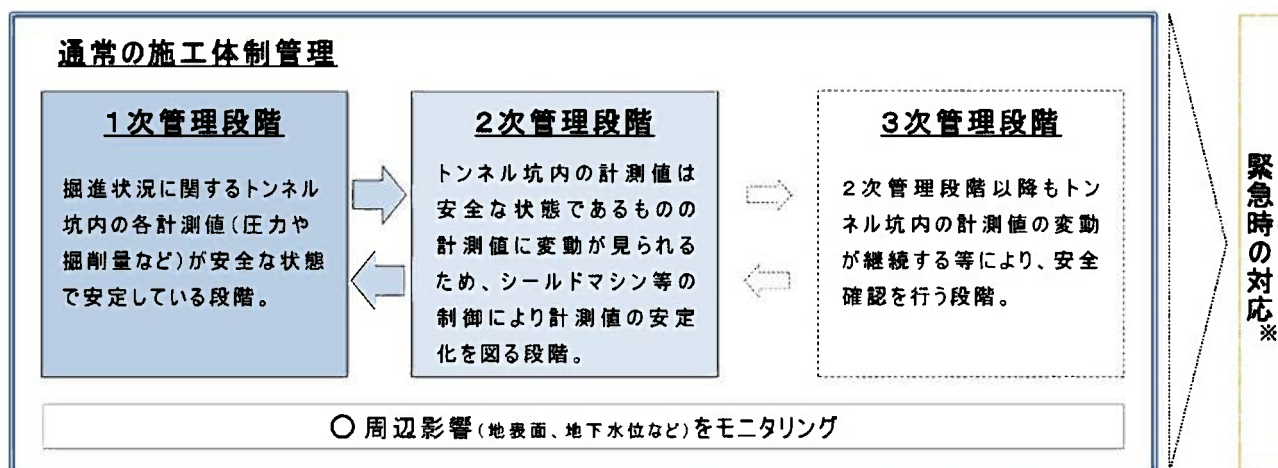 通常の施工体制管理
1次管理段階
掘進状況に関するトンネル
坑内の各計測値(圧力や
掘削量など)が安全な状態
で安定している段階。
2次管理段階
トンネル坑内の計測値は
安全な状態であるものの
計測値に変動が見られる
ため、シールドマシン等の
制御により計測値の安定
化を図る段階。
3次管理段階
2次管理段階以降もトン
ネル坑内の計測値の変動
が継続する等により、安全
確認を行う段階。
○ 周辺影響(地表面、地下水位など)をモニタリング
緊急時の対応※